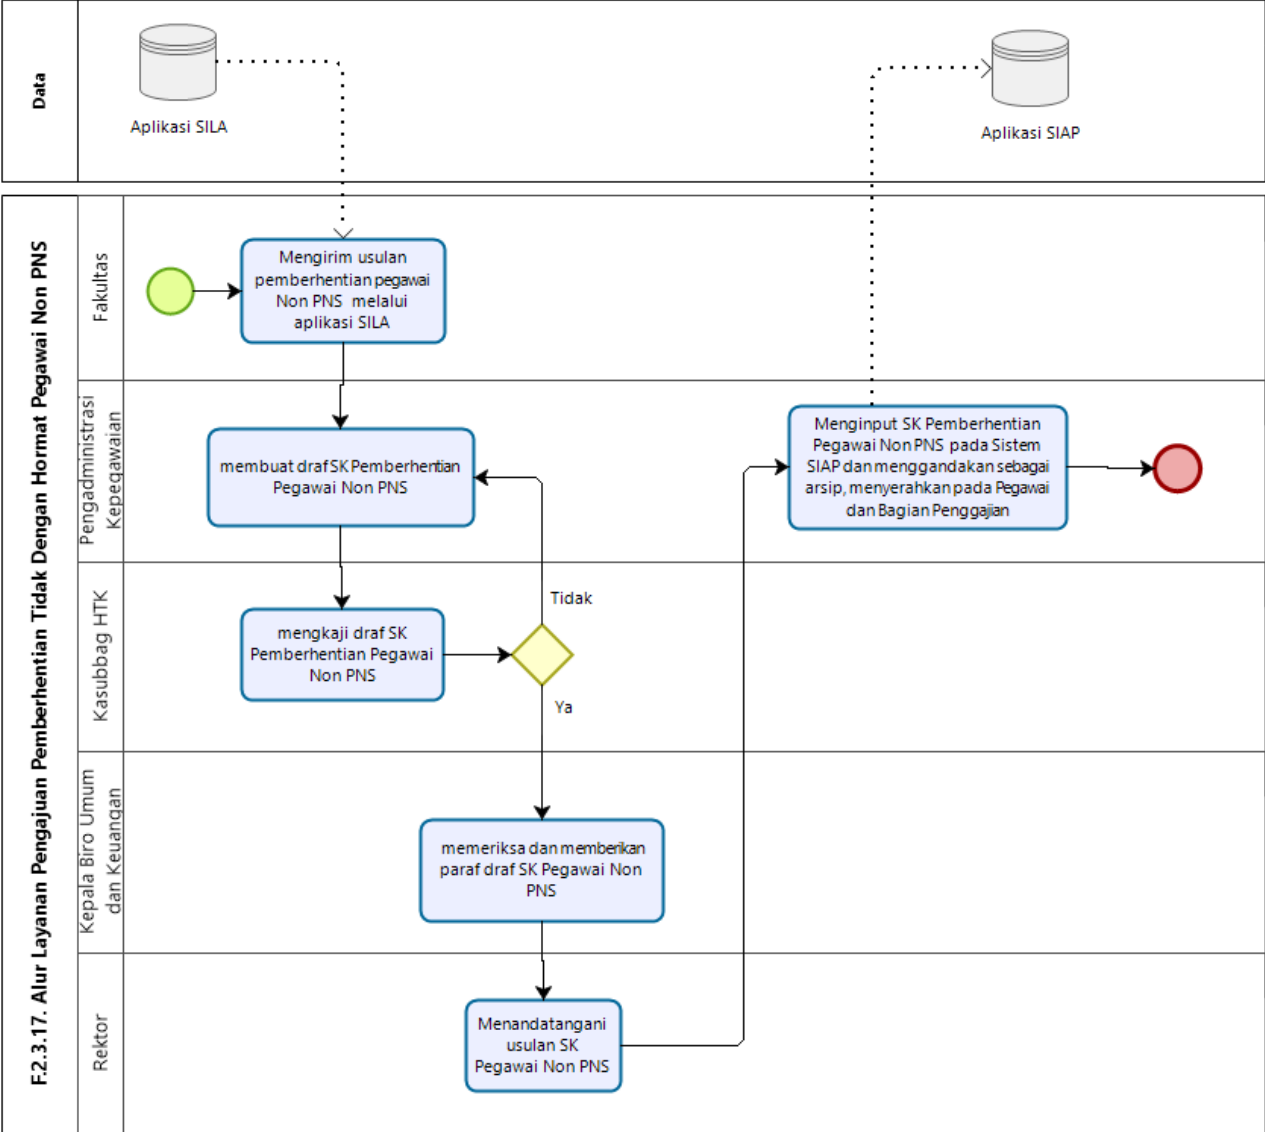 Data
Aplikasi SILA
Aplikasi SIAP
F.2.3.17. Alur Layanan Pengajuan Pemberhentian Tidak Dengan Hormat Pegawai Non PNS
Fakultas
Mengirim usulan
pemberhentian pegawai
Non PNS melalui
aplikasi SILA
Pengadministrasi
Kepegawaian
membuat draf SK Pemberhentian
Pegawai Non PNS
Menginput SK Pemberhentian
Pegawai Non PNS pada Sistem
SIAP dan menggandakan sebagai
arsip, menyerahkan pada Pegawai
dan Bagian Penggajian
Kasubbag HTK
mengkaji draf SK
Pemberhentian Pegawai
Non PNS
Tidak
Ya
Kepala Biro Umum
dan Keuangan
memeriksa dan memberikan
paraf draf SK Pegawai Non
PNS
Rektor
Menandatangani
usulan SK
Pegawai Non PNS